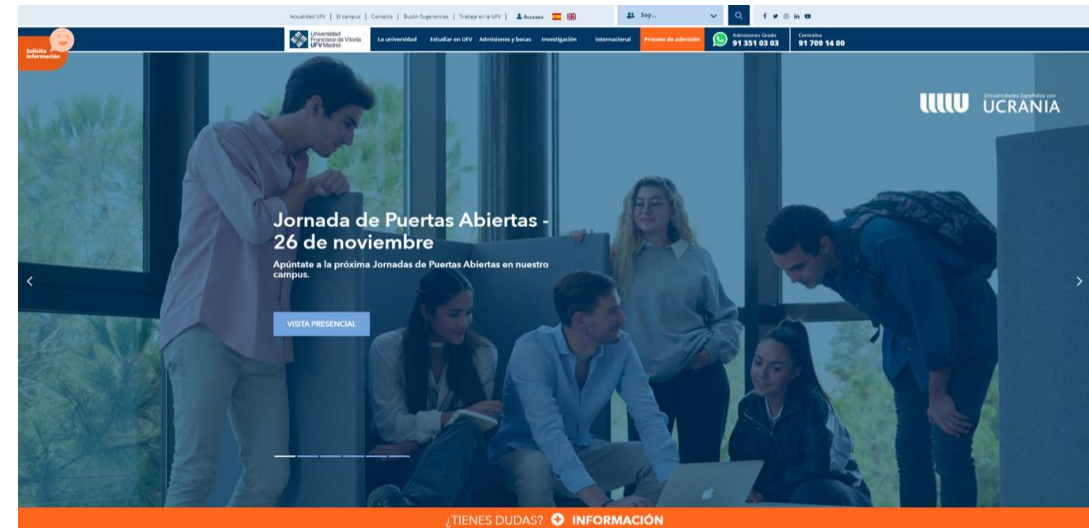 Actualidad UFV | El campus | Contacto | Buzón Sugerencias | Trabaja en la UFV | Accesos
Soy...
Solicita
información
Universidad
Francisco de Vitoria
UFV Madrid
La universidad
Estudiar en UFV
Admisiones y becas
Investigación
Internacional
Proceso de admisión
Admisiones Grado
91 351 03 03
Centralita
91 709 14 00
Universidades Españolas con
UCRANIA
Jornada de Puertas Abiertas -
26 de noviembre
Apúntate a la próxima Jornadas de Puertas Abiertas en nuestro
campus.
VISITA PRESENCIAL
¿TIENES DUDAS? INFORMACIÓN